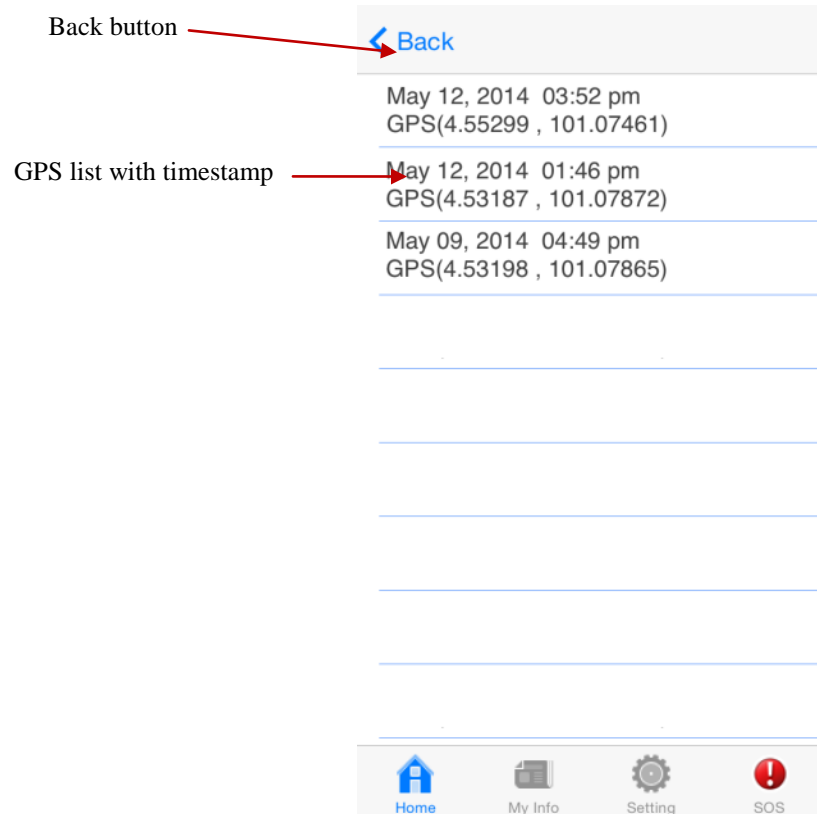 Back button
Back
May 12, 2014 03:52 pm
GPS(4.55299 , 101.07461)
GPS list with timestamp
May 12, 2014 01:46 pm
GPS(4.53187 , 101.07872)
May 09, 2014 04:49 pm
GPS(4.53198 , 101.07865)
Home My Info Setting SOS